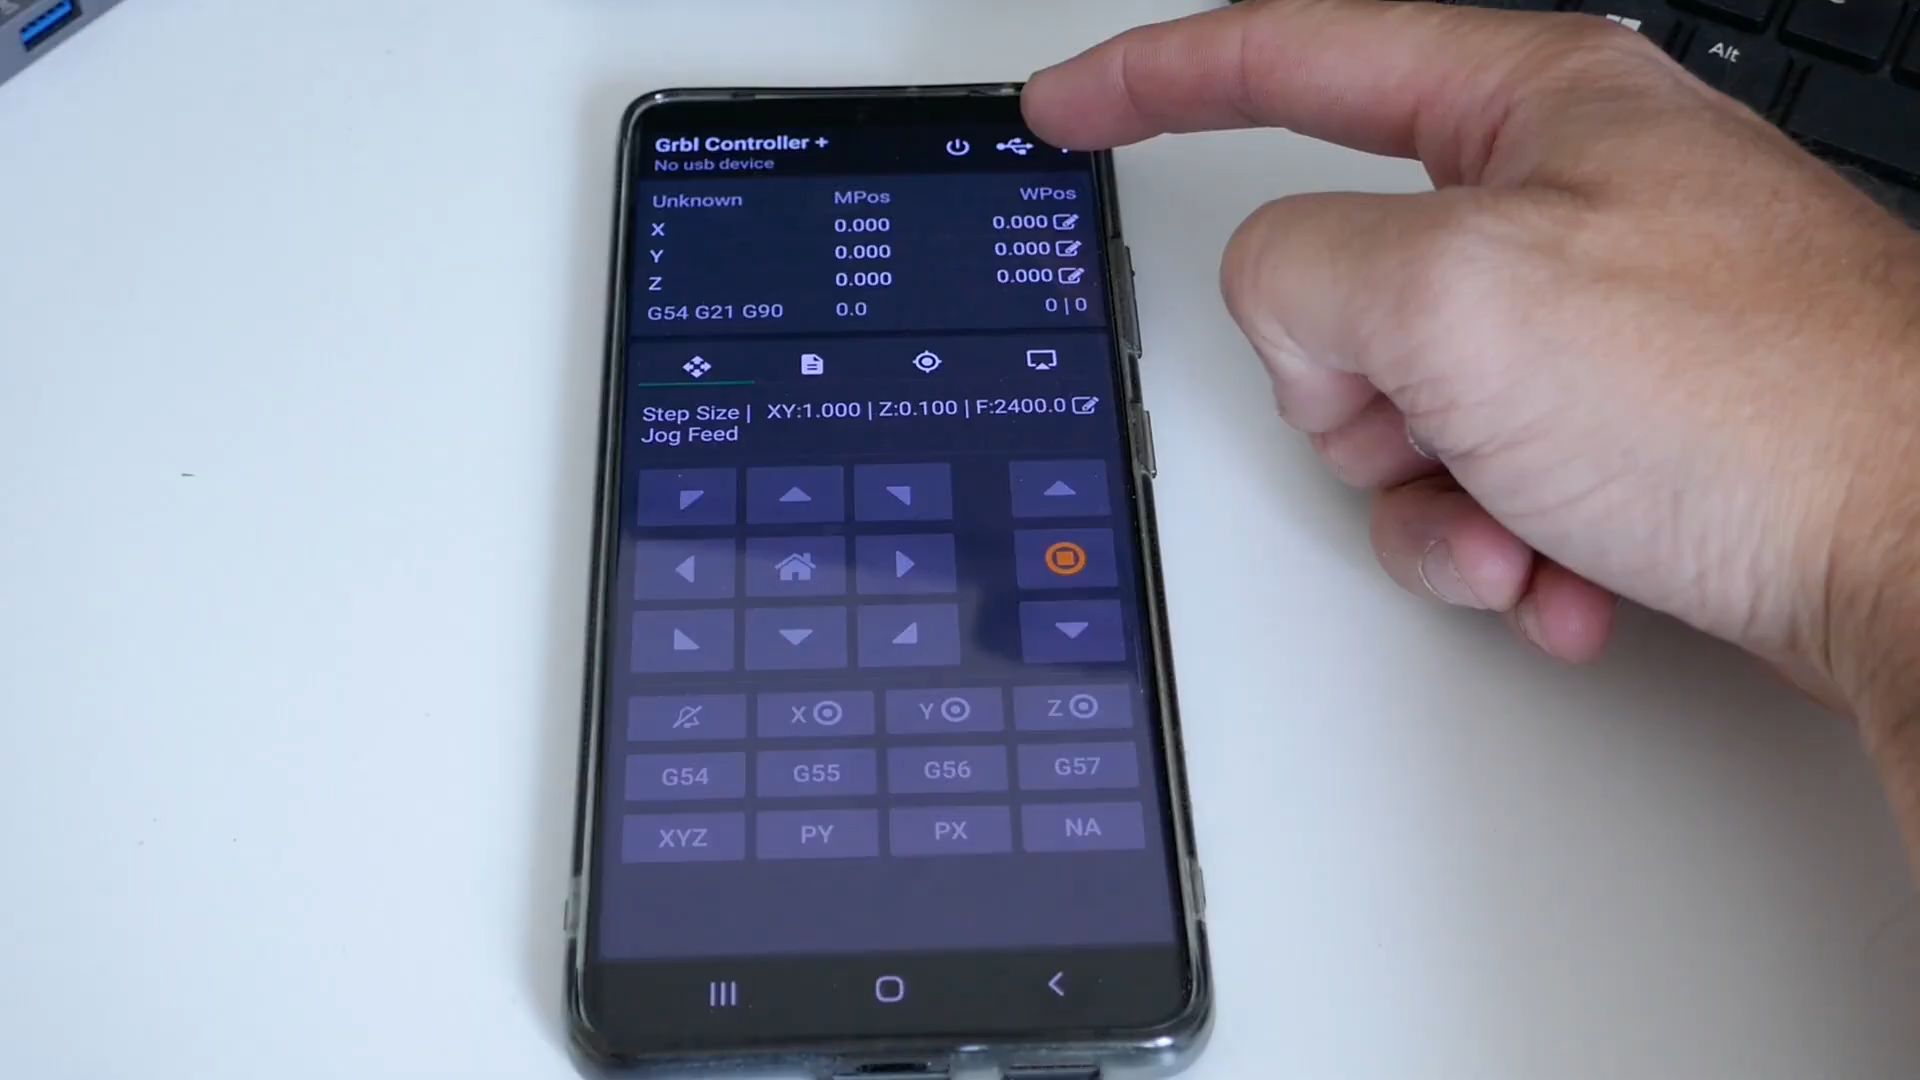 Alt
Grbl Controller +
No usb device
Unknown MPos WPos
X 0.000 0.000
Y 0.000 0.000
Z 0.000 0.000
G54 G21 G90 0.0 0|0
Step Size | XY:1.000 | Z:0.100 | F:2400.0
Jog Feed
X Y Z
G54 G55 G56 G57
XYZ PY PX NA